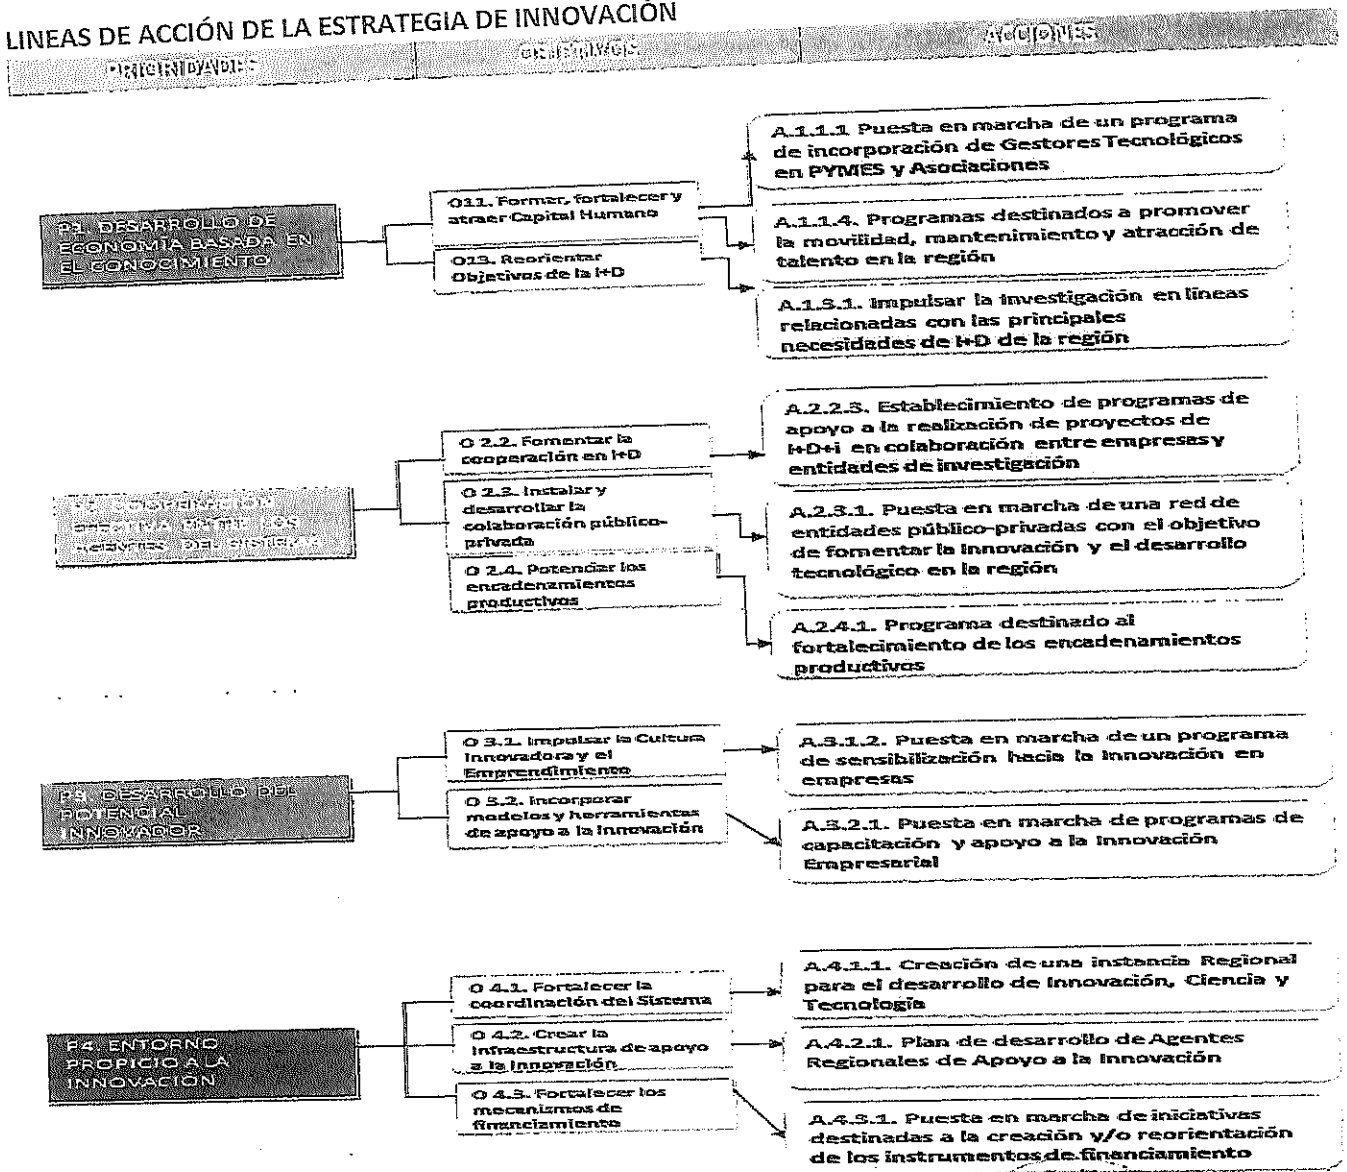 LINEAS DE ACCIÓN DE LA ESTRATEGIA DE INNOVACIÓN
PRIORIDADES
OBJETIVOS
ACCIONES
P1. DESARROLLO DE
ECONOMIA BASADA EN
EL CONOCIMIENTO
O11. Formar, fortalecer y
atraer Capital Humano
O13. Reorientar
Objetivos de la I+D
A.1.1.1 Puesta en marcha de un programa
de incorporación de Gestores Tecnológicos
en PYMES y Asociaciones
A.1.1.4. Programas destinados a promover
la movilidad, mantenimiento y atracción de
talento en la región
A.1.3.1. Impulsar la Investigación en líneas
relacionadas con las principales
necesidades de I+D de la región
P2. COOPERACIÓN
EFECTIVA ENTRE LOS
AGENTES DEL SISTEMA
O 2.2. Fomentar la
cooperación en I+D
O 2.3. Instalar y
desarrollar la
colaboración público-
privada
O 2.4. Potenciar los
encadenamientos
productivos
A.2.2.3. Establecimiento de programas de
apoyo a la realización de proyectos de
I+D+i en colaboración entre empresas y
entidades de investigación
A.2.3.1. Puesta en marcha de una red de
entidades público-privadas con el objetivo
de fomentar la Innovación y el desarrollo
tecnológico en la región
A.2.4.1. Programa destinado al
fortalecimiento de los encadenamientos
productivos
P3. DESARROLLO DEL
POTENCIAL
INNOVADOR
O 3.1. Impulsar la Cultura
Innovadora y el
Emprendimiento
O 3.2. Incorporar
modelos y herramientas
de apoyo a la Innovación
A.3.1.2. Puesta en marcha de un programa
de sensibilización hacia la Innovación en
empresas
A.3.2.1. Puesta en marcha de programas de
capacitación y apoyo a la Innovación
Empresarial
P4. ENTORNO
PROPICIO A LA
INNOVACION
O 4.1. Fortalecer la
coordinación del Sistema
O 4.2. Crear la
Infraestructura de apoyo
a la Innovación
O 4.3. Fortalecer los
mecanismos de
financiamiento
A.4.1.1. Creación de una instancia Regional
para el desarrollo de Innovación, Ciencia y
Tecnología
A.4.2.1. Plan de desarrollo de Agentes
Regionales de Apoyo a la Innovación
A.4.3.1. Puesta en marcha de iniciativas
destinadas a la creación y/o reorientación
de los instrumentos de financiamiento